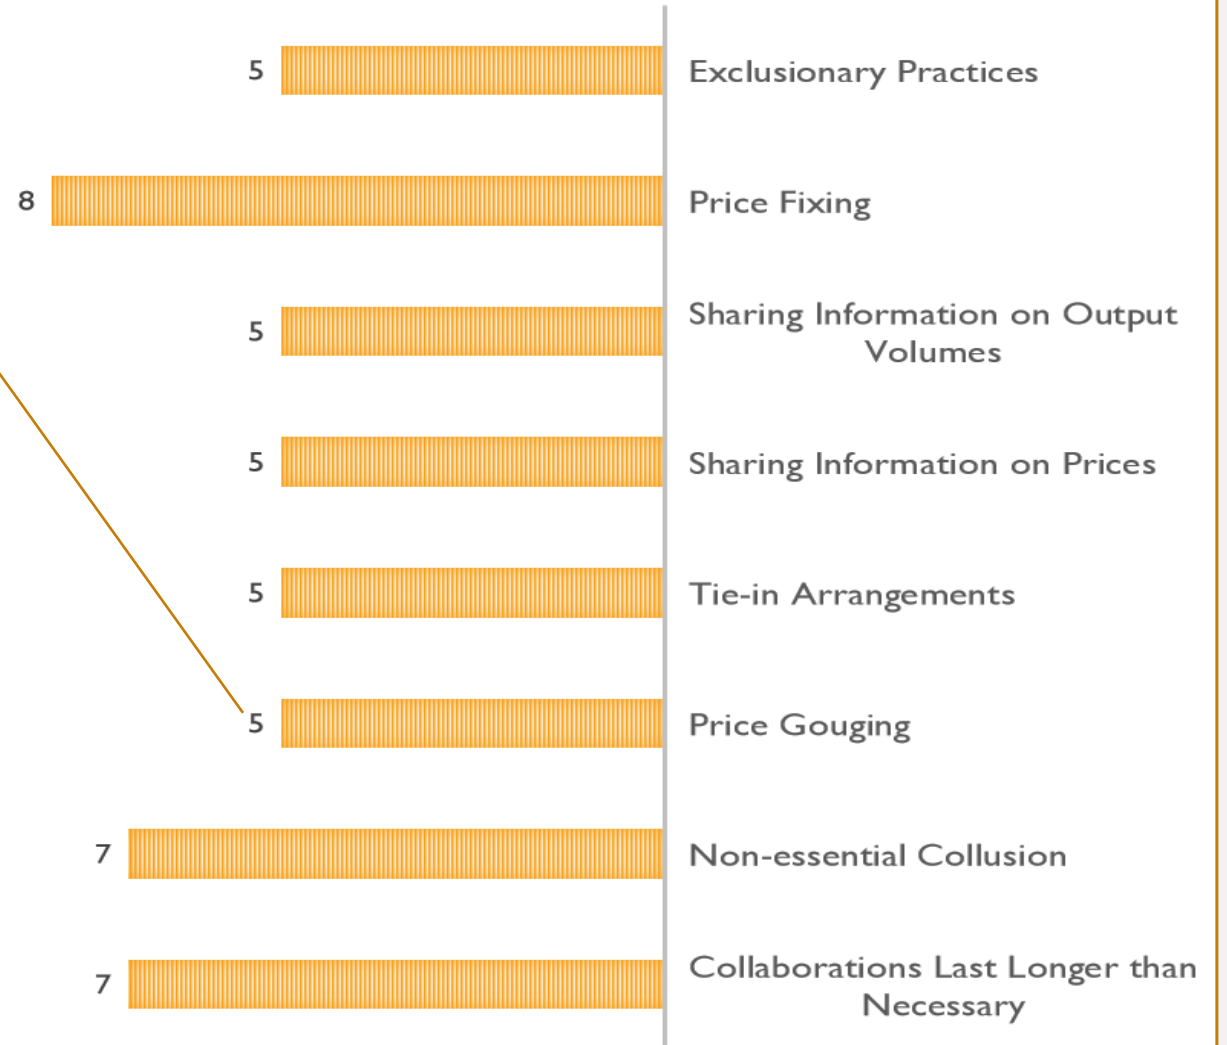 5 Exclusionary Practices
8 Price Fixing
5 Sharing Information on Output
Volumes
5 Sharing Information on Prices
5 Tie-in Arrangements
5 Price Gouging
7 Non-essential Collusion
7 Collaborations Last Longer than
Necessary